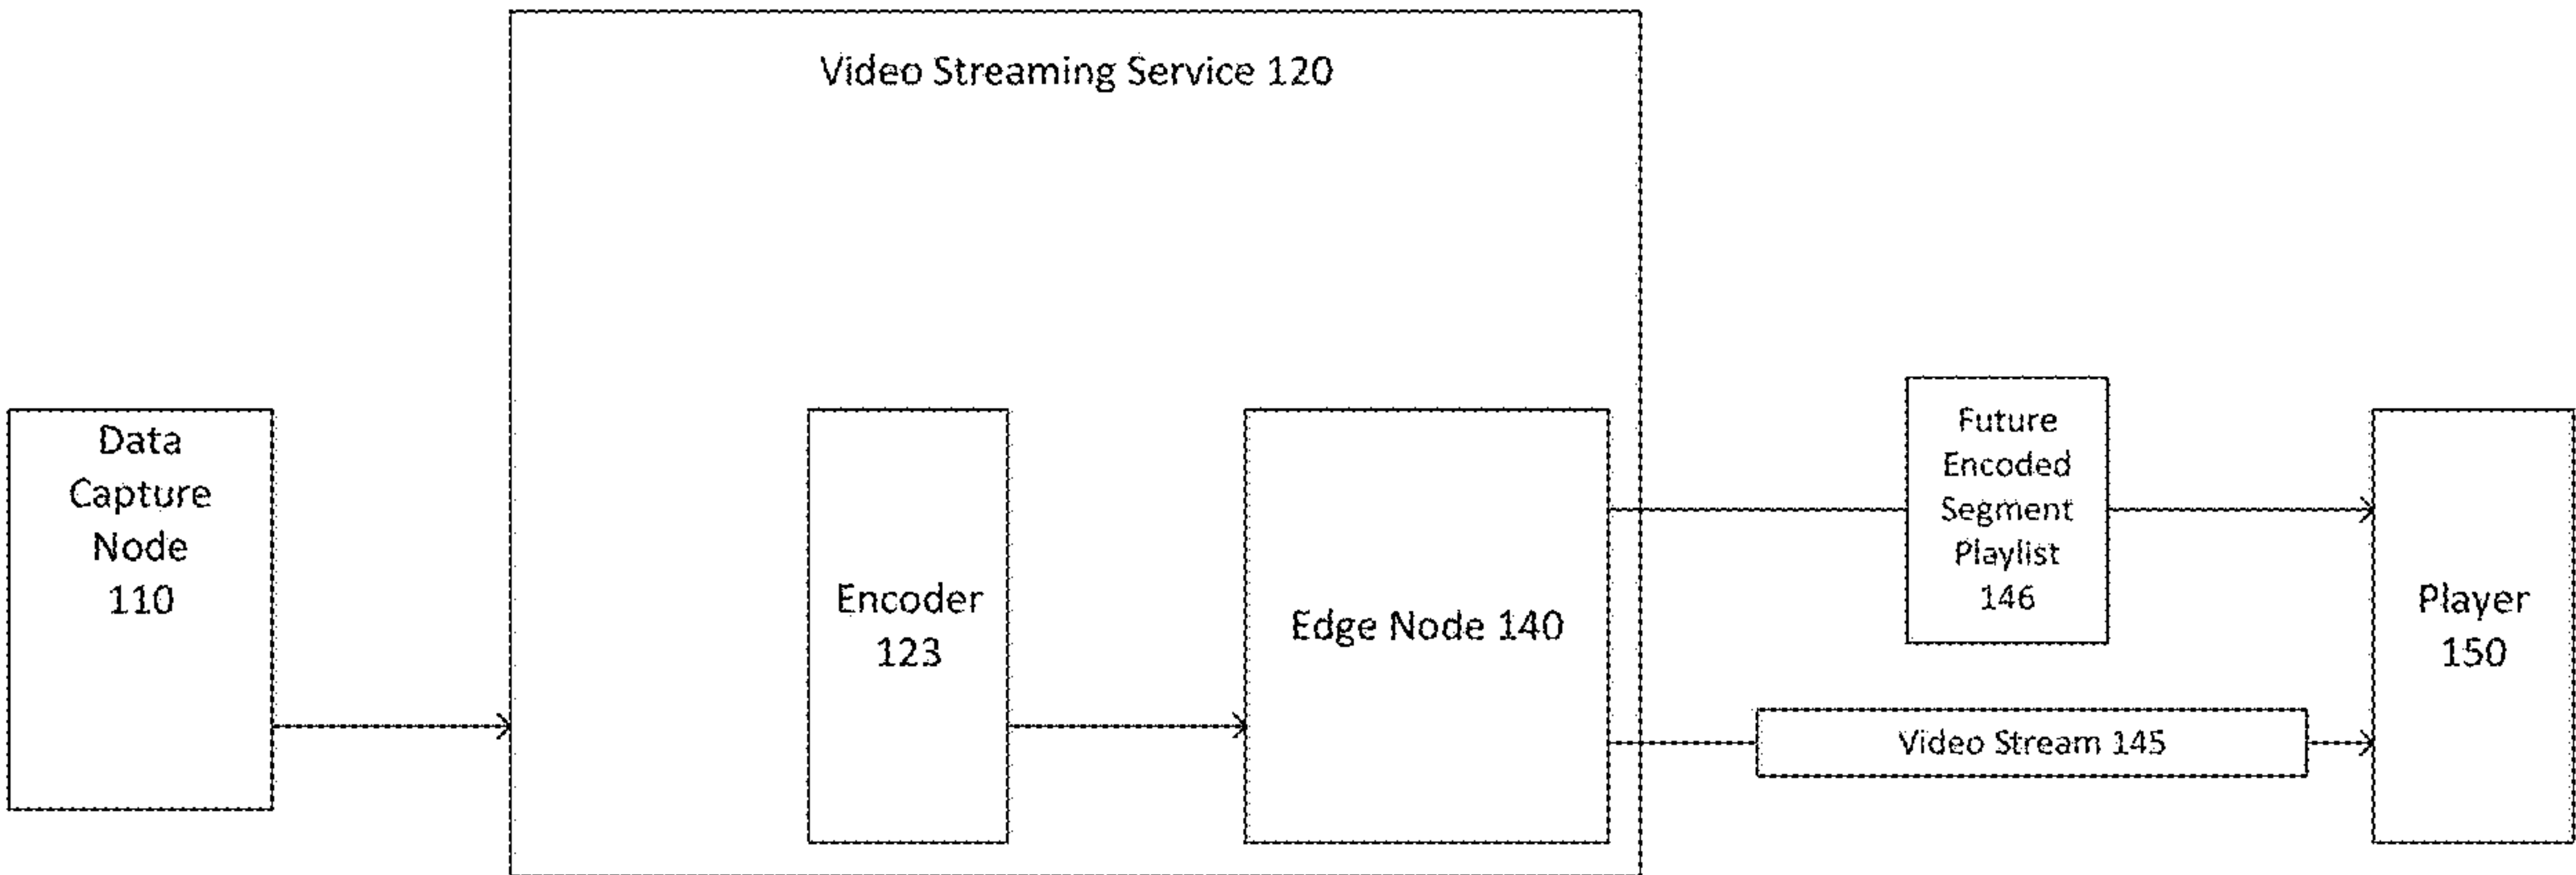 Video Streaming Service 120
Data
Capture
Node
110
Encoder
123
Edge Node 140
Future
Encoded
Segment
Playlist
146
Video Stream 145
Player
150